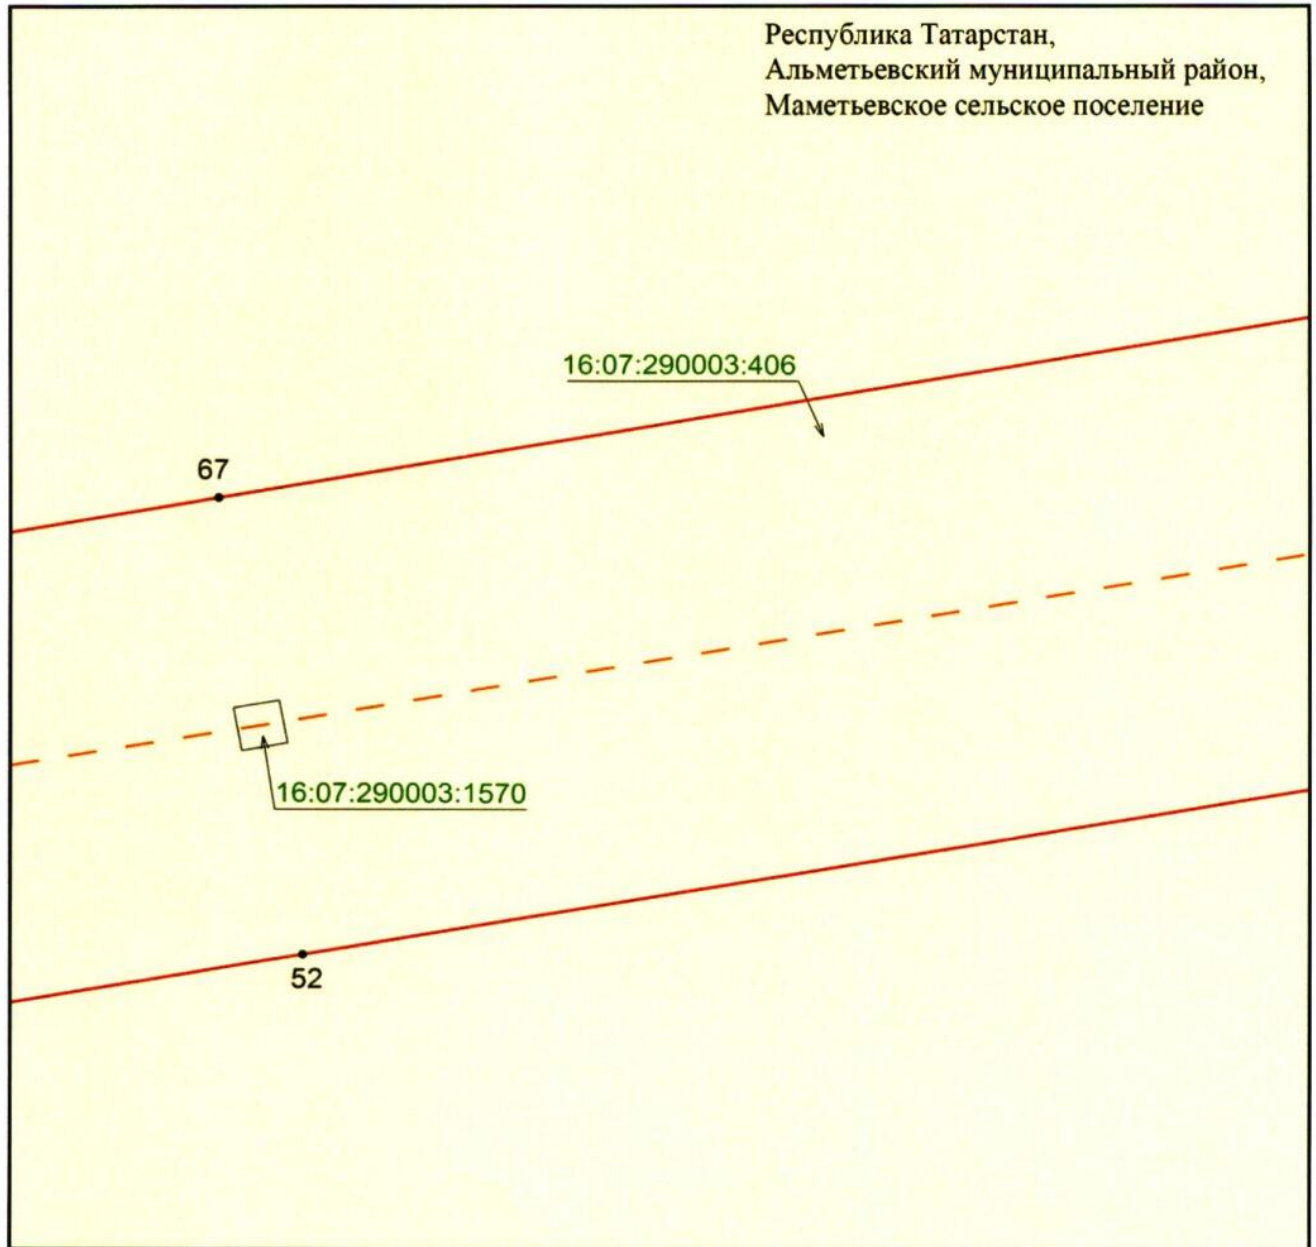 Республика Татарстан,
Альметьевский муниципальный район,
Маметьевское сельское поселение
16:07:290003:406
67
16:07:290003:1570
52